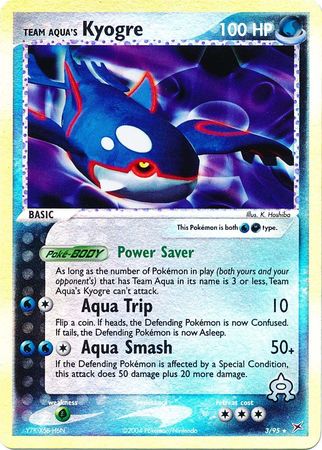 TEAM AQUA'S Kyogre 100 HP
Illus. K. Hoshiba
BASIC
This Pokémon is both type.
Poké-BODY Power Saver
As long as the number of Pokémon in play (both yours and your
opponent's) that has Team Aqua in its name is 3 or less, Team
Aqua's Kyogre can't attack.
Aqua Trip 10
Flip a coin. If heads, the Defending Pokémon is now Confused.
If tails, the Defending Pokémon is now Asleep.
Aqua Smash 50+
If the Defending Pokémon is affected by a Special Condition,
this attack does 50 damage plus 20 more damage.
weakness resistance retreat cost
©2004 Pokémon/Nintendo 3/95 ★